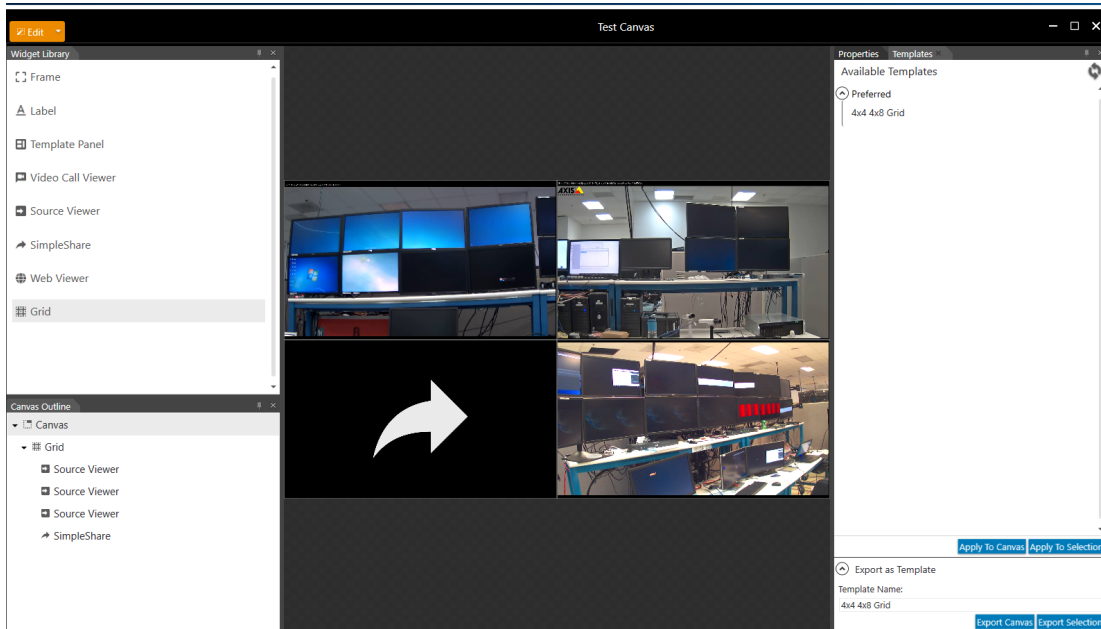 Edit
Test Canvas
Widget Library
Frame
Label
Template Panel
Video Call Viewer
Source Viewer
SimpleShare
Web Viewer
Grid
Canvas Outline
Canvas
Grid
Source Viewer
Source Viewer
Source Viewer
SimpleShare
AXIS
Properties Templates
Available Templates
Preferred
4x4 4x8 Grid
Apply To Canvas Apply To Selection
Export as Template
Template Name:
4x4 4x8 Grid
Export Canvas Export Selection